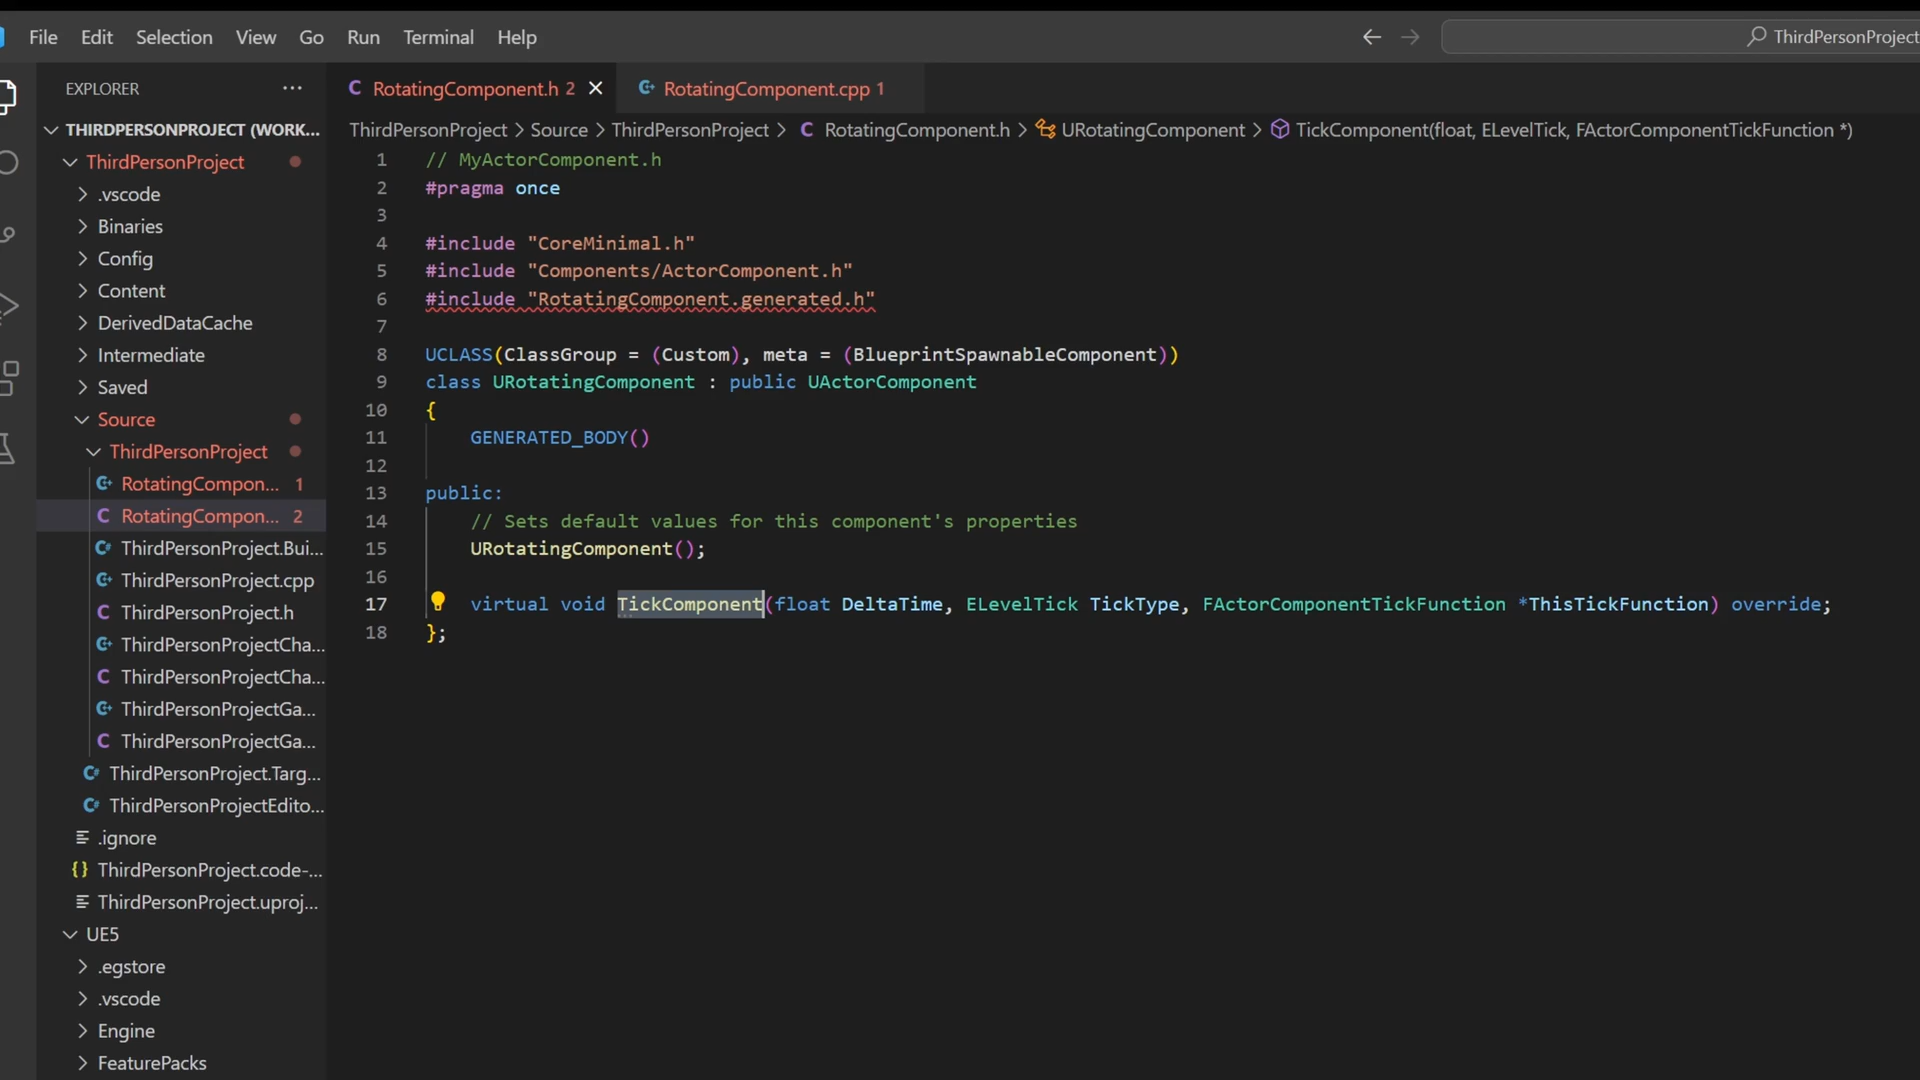 File Edit Selection View Go Run Terminal Help
ThirdPersonProject
EXPLORER
THIRDPERSONPROJECT (WORK...
ThirdPersonProject
.vscode
Binaries
Config
Content
DerivedDataCache
Intermediate
Saved
Source
ThirdPersonProject
RotatingCompon... 1
RotatingCompon... 2
ThirdPersonProject.Bui...
ThirdPersonProject.cpp
ThirdPersonProject.h
ThirdPersonProjectCha...
ThirdPersonProjectCha...
ThirdPersonProjectGa...
ThirdPersonProjectGa...
ThirdPersonProject.Targ...
ThirdPersonProjectEdito...
.ignore
ThirdPersonProject.code-...
ThirdPersonProject.uproj...
UE5
.egstore
.vscode
Engine
FeaturePacks
RotatingComponent.h 2
RotatingComponent.cpp 1
ThirdPersonProject > Source > ThirdPersonProject > C RotatingComponent.h > URotatingComponent > TickComponent(float, ELevelTick, FActorComponentTickFunction *)
1 // MyActorComponent.h
2 #pragma once
3
4 #include "CoreMinimal.h"
5 #include "Components/ActorComponent.h"
6 #include "RotatingComponent.generated.h"
7
8 UCLASS(ClassGroup = (Custom), meta = (BlueprintSpawnableComponent))
9 class URotatingComponent : public UActorComponent
10 {
11 GENERATED_BODY()
12
13 public:
14 // Sets default values for this component's properties
15 URotatingComponent();
16
17 virtual void TickComponent(float DeltaTime, ELevelTick TickType, FActorComponentTickFunction *ThisTickFunction) override;
18 };